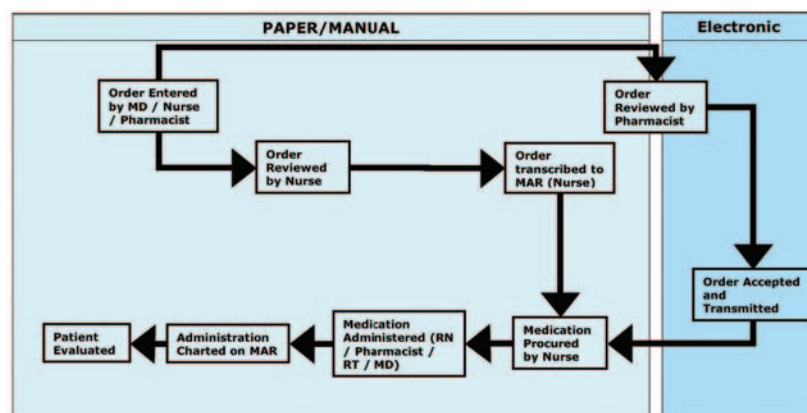 PAPER/MANUAL
Electronic
Order Entered
by MD / Nurse
/ Pharmacist
Order
Reviewed by
Pharmacist
Order
Reviewed
by Nurse
Order
transcribed to
MAR (Nurse)
Order Accepted
and
Transmitted
Patient
Evaluated
Administration
Charted on MAR
Medication
Administered (RN
/ Pharmacist /
RT / MD)
Medication
Procured
by Nurse